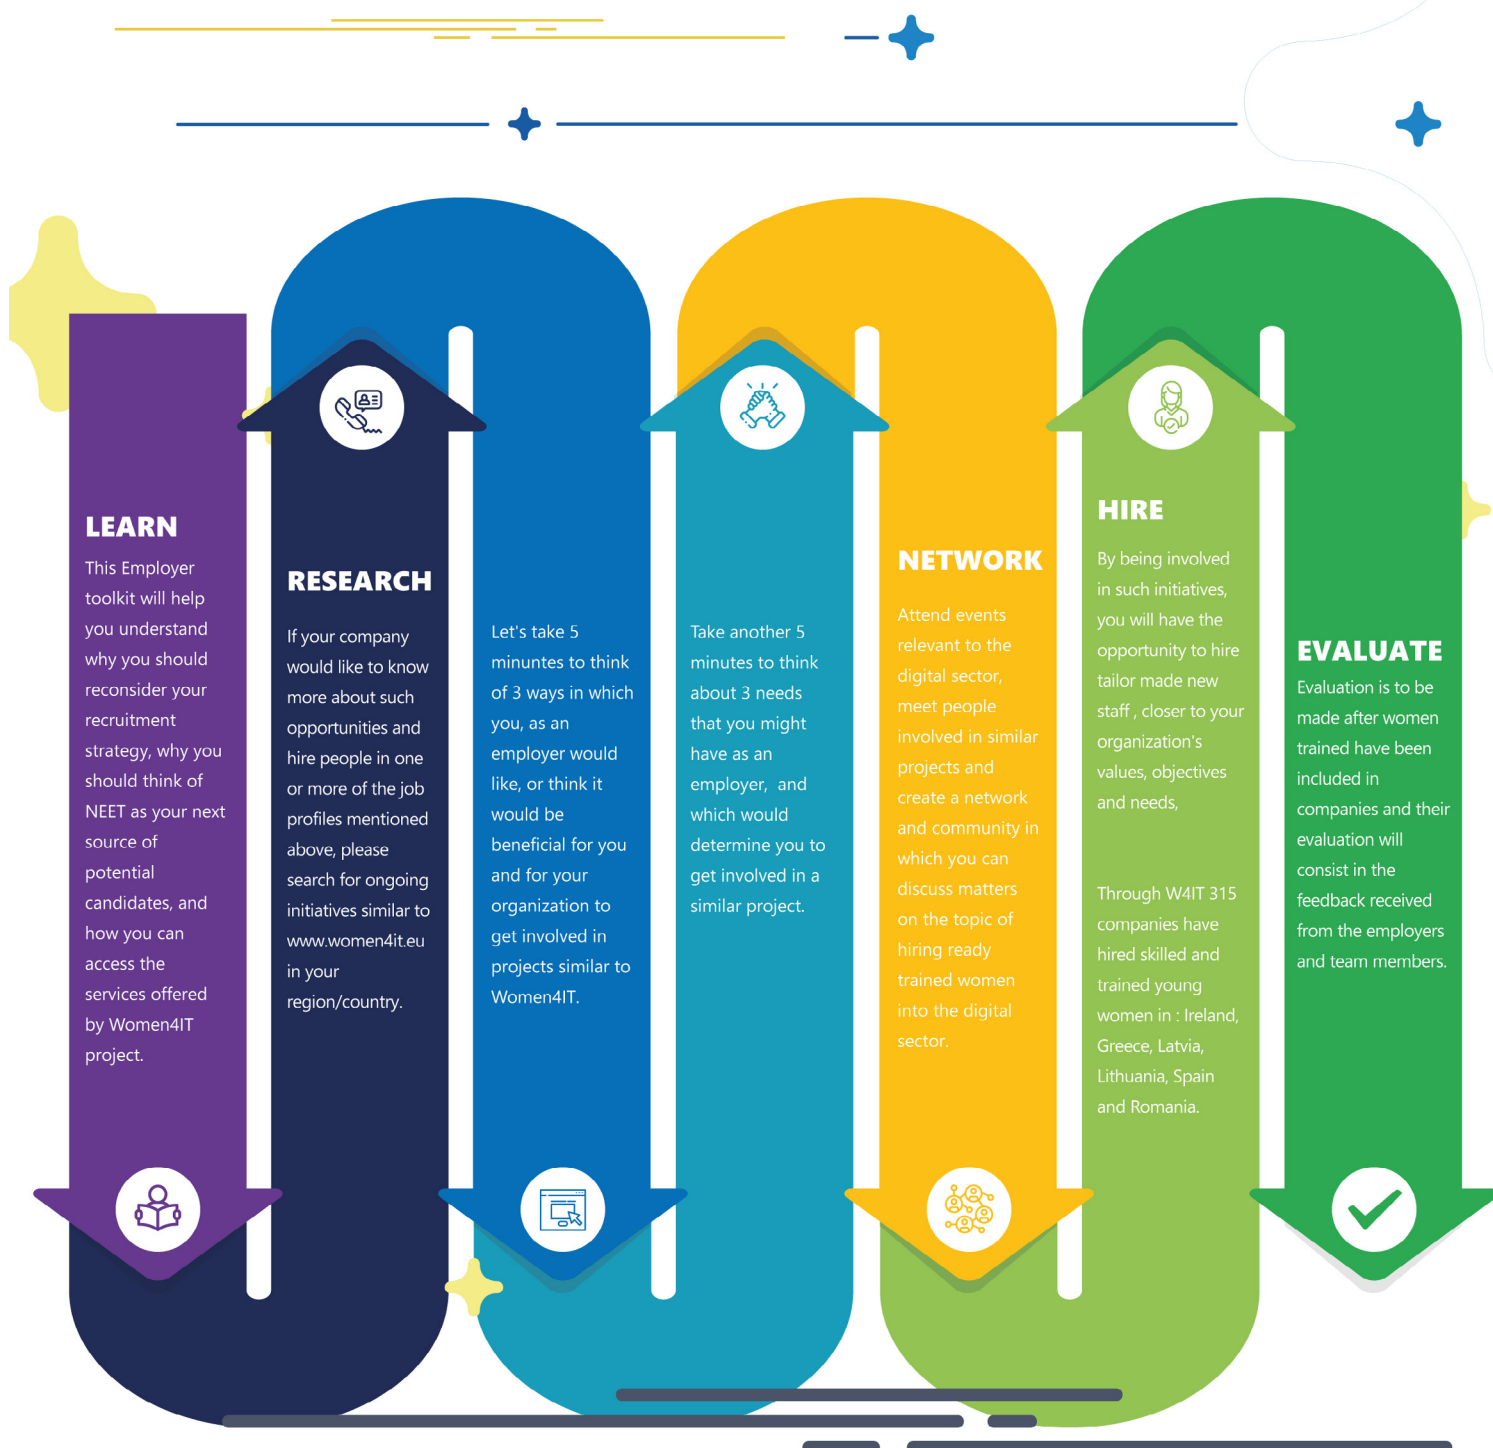 LEARN
This Employer
toolkit will help
you understand
why you should
reconsider your
recruitment
strategy, why you
should think of
NEET as your next
source of
potential
candidates, and
how you can
access the
services offered
by Women4IT
project.
RESEARCH
If your company
would like to know
more about such
opportunities and
hire people in one
or more of the job
profiles mentioned
above, please
search for ongoing
initiatives similar to
www.women4it.eu
in your
region/country.
Let's take 5
minuntes to think
of 3 ways in which
you, as an
employer would
like, or think it
would be
beneficial for you
and for your
organization to
get involved in
projects similar to
Women4IT.
Take another 5
minutes to think
about 3 needs
that you might
have as an
employer, and
which would
determine you to
get involved in a
similar project.
NETWORK
Attend events
relevant to the
digital sector,
meet people
involved in similar
projects and
create a network
and community in
which you can
discuss matters
on the topic of
hiring ready
trained women
into the digital
sector.
HIRE
By being involved
in such initiatives,
you will have the
opportunity to hire
tailor made new
staff , closer to your
organization's
values, objectives
and needs,
Through W4IT 315
companies have
hired skilled and
trained young
women in : Ireland,
Greece, Latvia,
Lithuania, Spain
and Romania.
EVALUATE
Evaluation is to be
made after women
trained have been
included in
companies and their
evaluation will
consist in the
feedback received
from the employers
and team members.